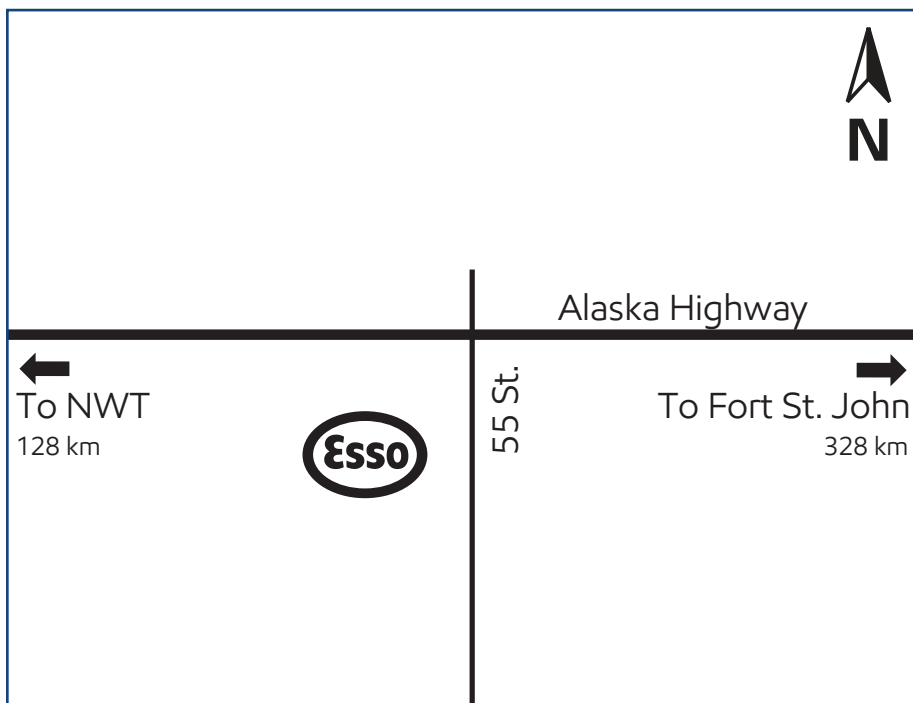 N
Alaska Highway
To NWT
128 km
Esso
55 St.
To Fort St. John
328 km